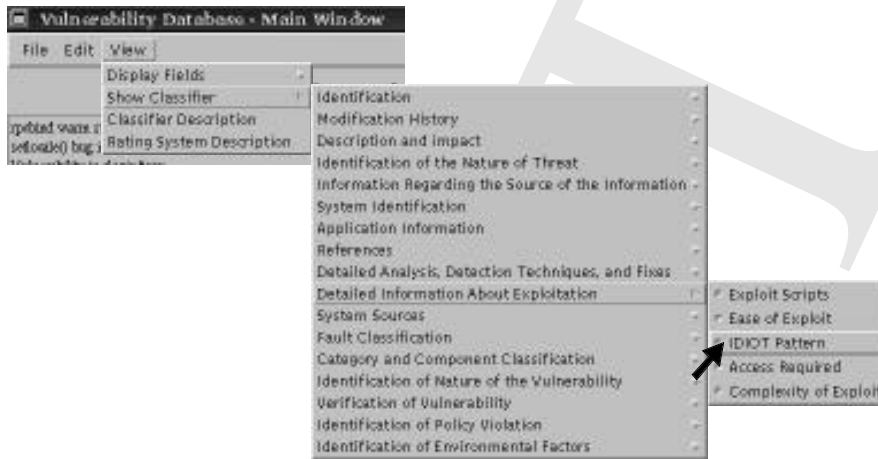 Vulnerability Database - Main Window
File Edit View
Display Fields
Show Classifier
Classifier Description
Rating System Description
rpcbind warns
setlocale() bug
Identification
Modification History
Description and Impact
Identification of the Nature of Threat
Information Regarding the Source of the Information
System Identification
Application Information
References
Detailed Analysis, Detection Techniques, and Fixes
Detailed Information About Exploitation
System Sources
Fault Classification
Category and Component Classification
Identification of Nature of the Vulnerability
Verification of Vulnerability
Identification of Policy Violation
Identification of Environmental Factors
Exploit Scripts
Ease of Exploit
IDIOT Pattern
Access Required
Complexity of Exploit